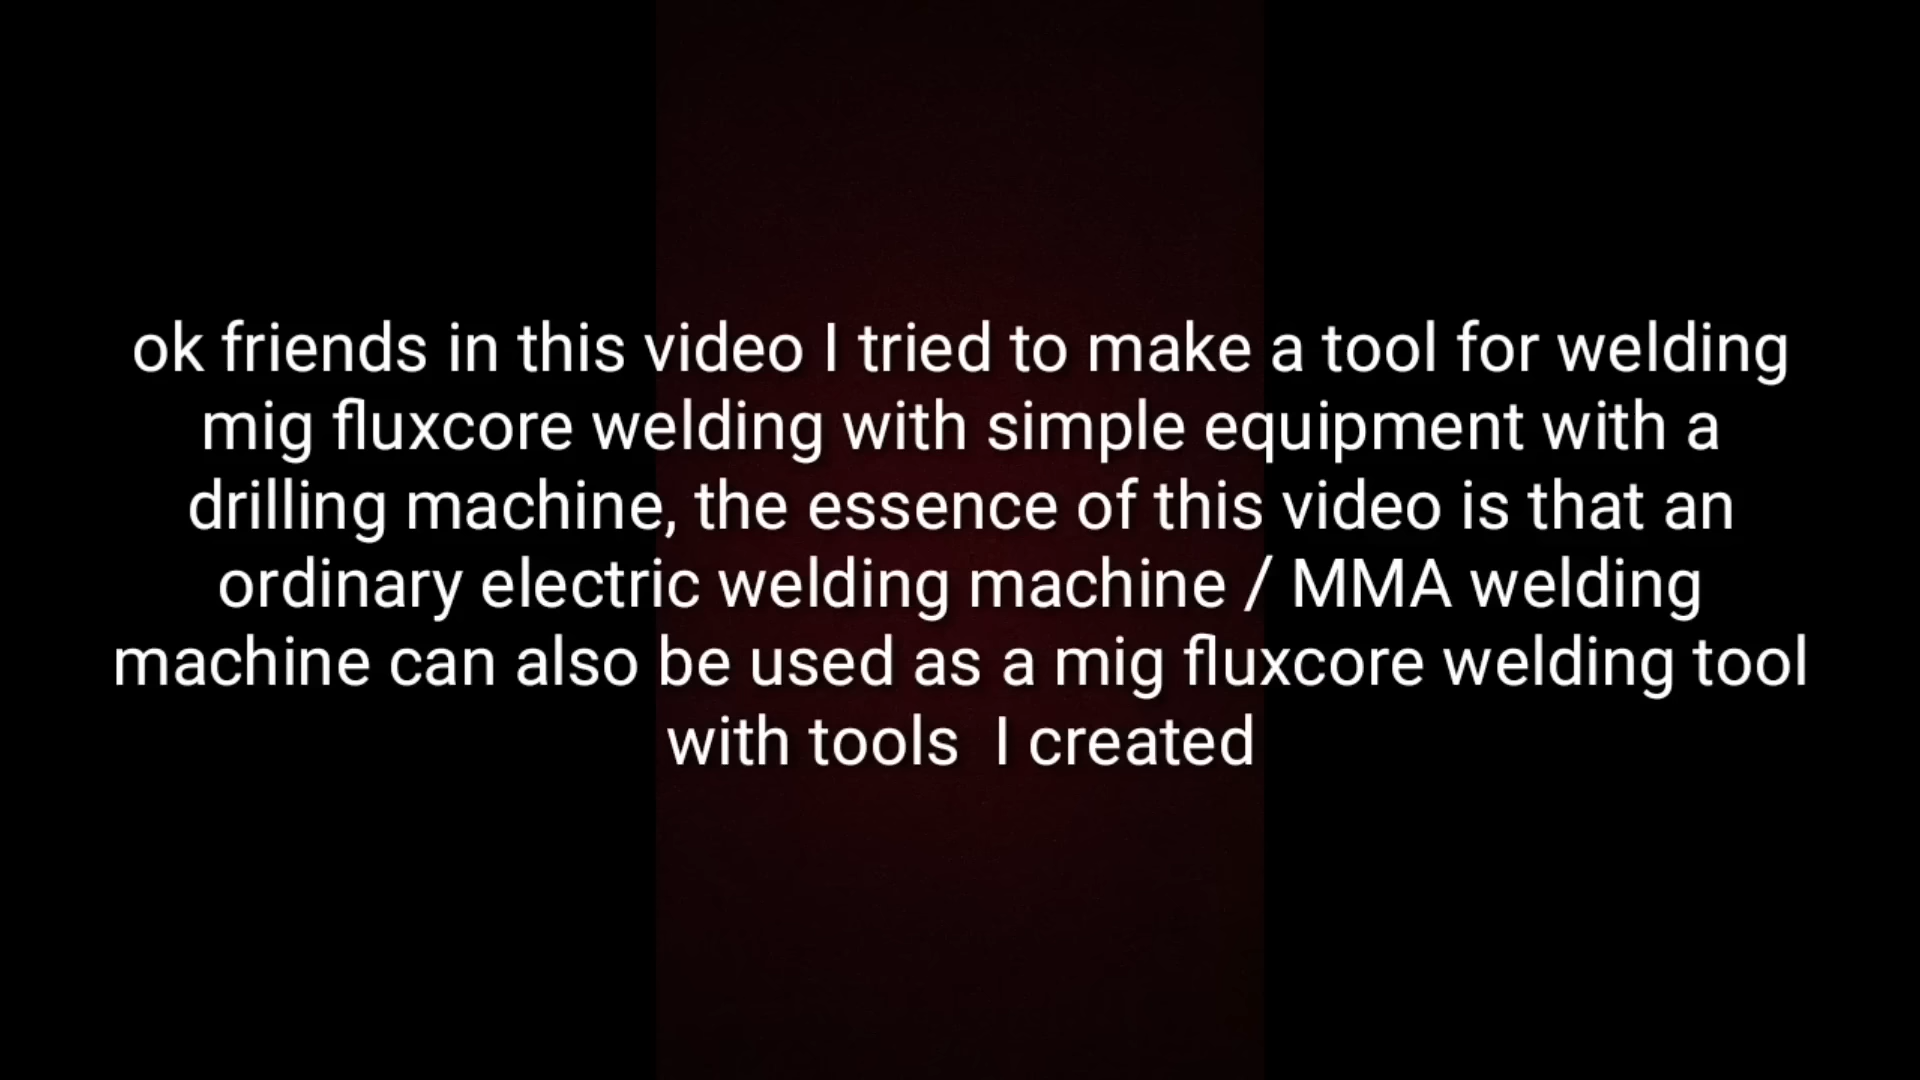 ok friends in this video I tried to make a tool for welding
mig fluxcore welding with simple equipment with a
drilling machine, the essence of this video is that an
ordinary electric welding machine / MMA welding
machine can also be used as a mig fluxcore welding tool
with tools  I created